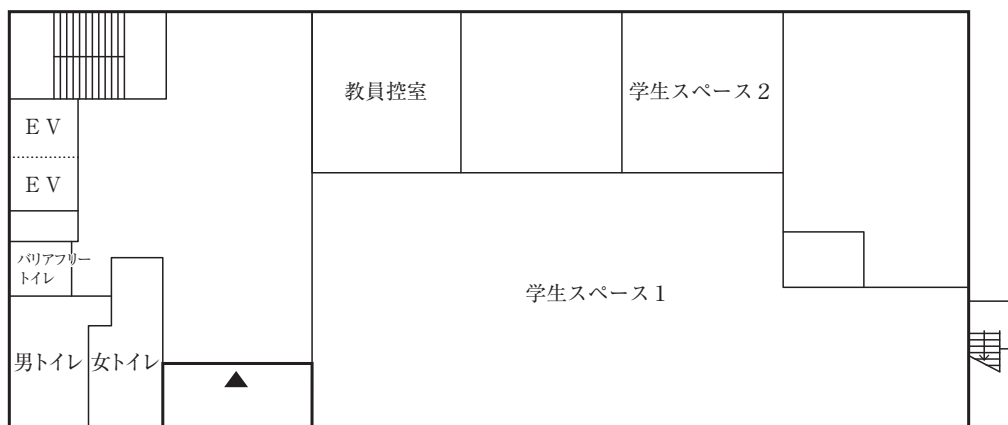 教員控室
学生スペース２
ＥＶ
ＥＶ
バリアフリー
トイレ
学生スペース１
男トイレ
女トイレ